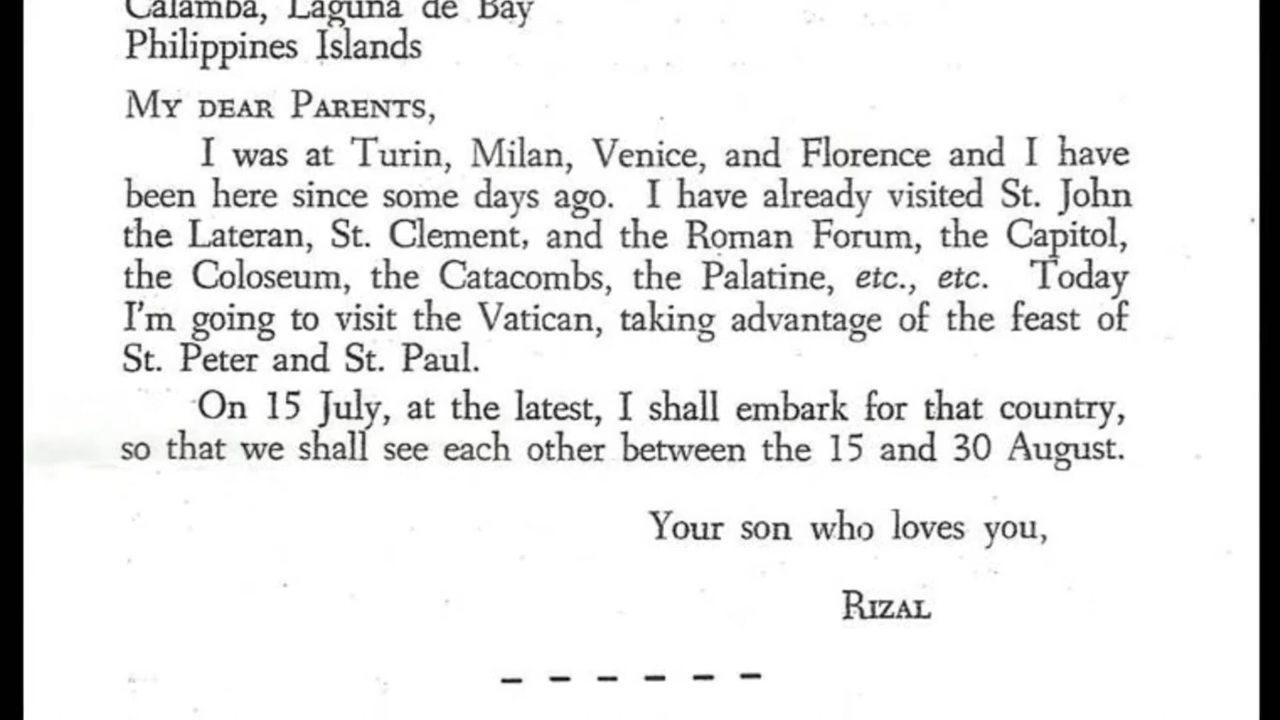 Calamba, Laguna de Bay
Philippines Islands
MY DEAR PARENTS,
I was at Turin, Milan, Venice, and Florence and I have
been here since some days ago. I have already visited St. John
the Lateran, St. Clement, and the Roman Forum, the Capitol,
the Coloseum, the Catacombs, the Palatine, etc., etc. Today
I'm going to visit the Vatican, taking advantage of the feast of
St. Peter and St. Paul.
On 15 July, at the latest, I shall embark for that country,
so that we shall see each other between the 15 and 30 August.
Your son who loves you,
RIZAL